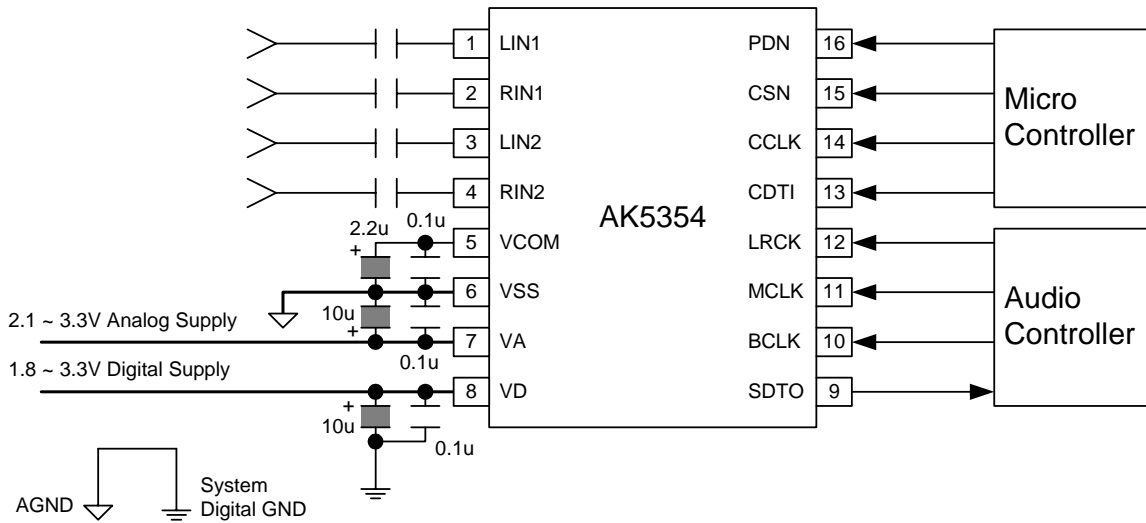 1 LIN1
2 RIN1
3 LIN2
4 RIN2
5 VCOM
6 VSS
7 VA
8 VD
AK5354
PDN 16
CSN 15
CCLK 14
CDTI 13
LRCK 12
MCLK 11
BCLK 10
SDTO 9
Micro
Controller
Audio
Controller
2.2u
0.1u
+
10u
+
0.1u
2.1 ~ 3.3V Analog Supply
1.8 ~ 3.3V Digital Supply
+
10u
0.1u
AGND
System
Digital GND